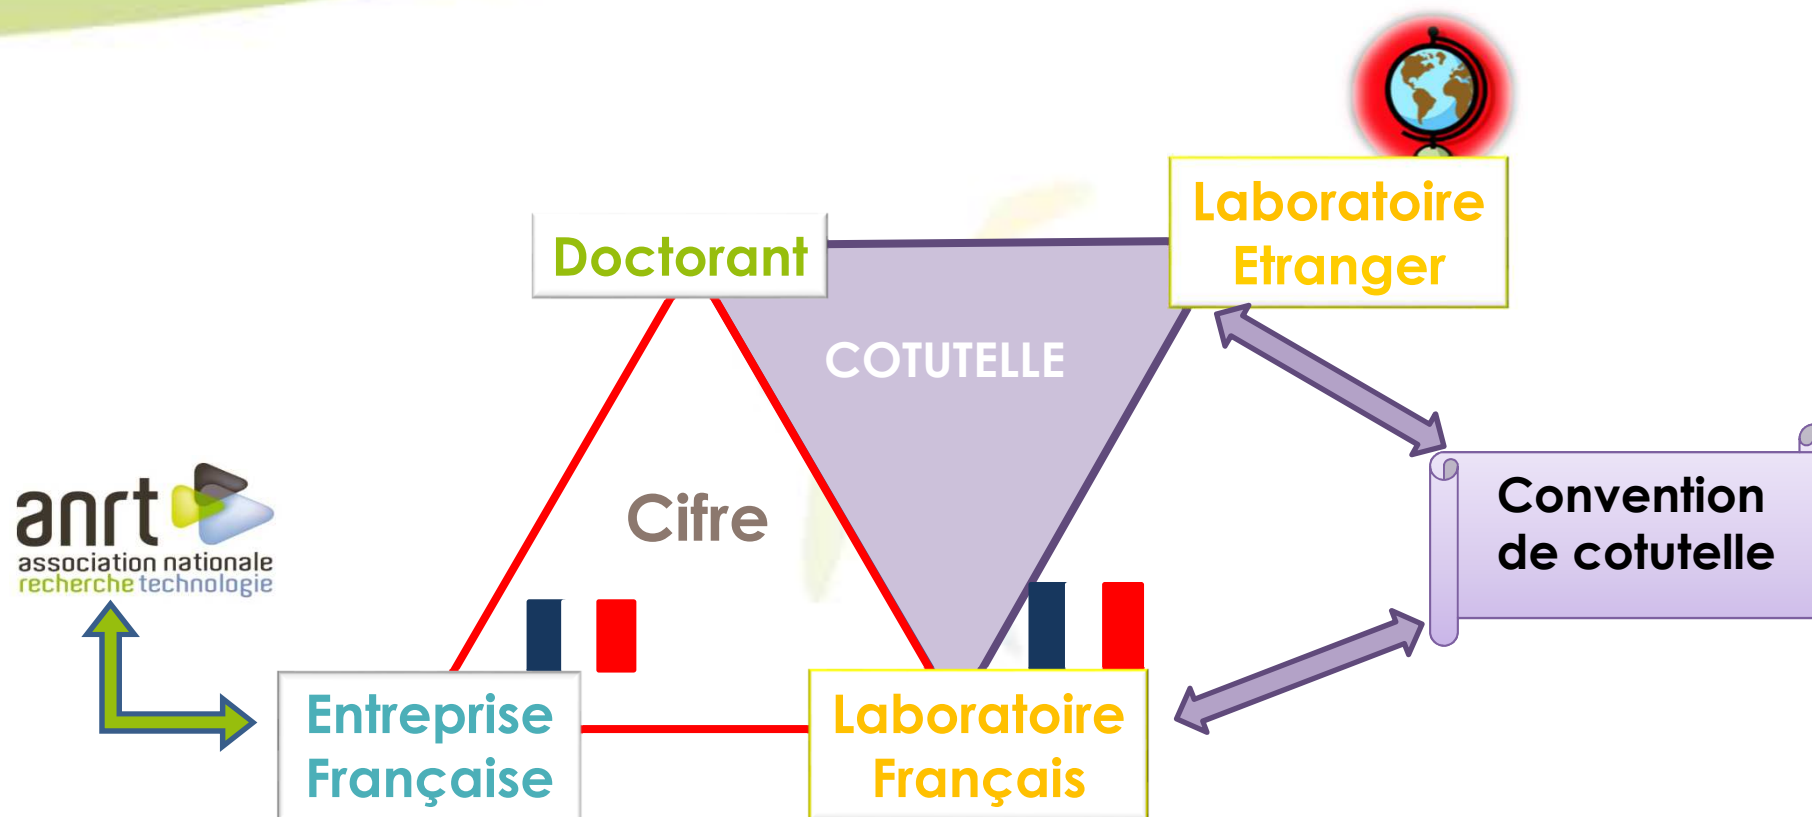 Laboratoire
Etranger
Doctorant
COTUTELLE
anrt
association nationale
recherche technologie
Cifre
Convention
de cotutelle
Entreprise
Française
Laboratoire
Français